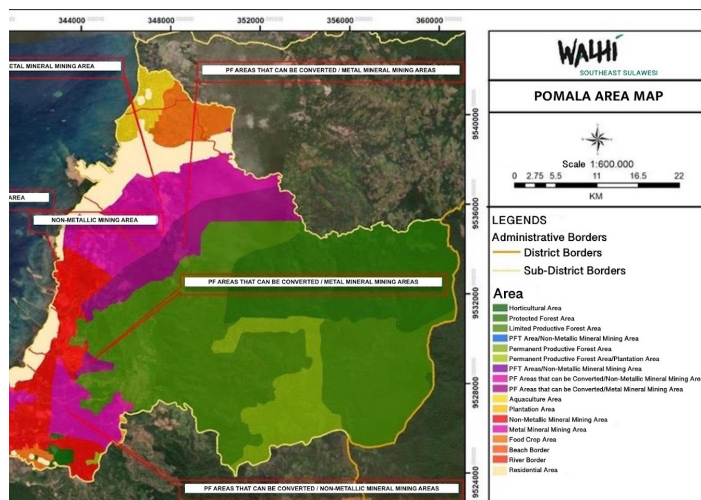 344000 348000 352000 356000 360000
ETAL MINERAL MINING AREA
PF AREAS THAT CAN BE CONVERTED / METAL MINERAL MINING AREAS
AREA
NON-METALLIC MINING AREA
PF AREAS THAT CAN BE CONVERTED / METAL MINERAL MINING AREAS
PF AREAS THAT CAN BE CONVERTED / NON-METALLIC MINERAL MINING AREAS
9540000
9536000
9532000
9528000
9524000
WALHI
SOUTHEAST SULAWESI
POMALA AREA MAP
Scale 1:600.000
0 2.75 5.5 11 16.5 22
KM
LEGENDS
Administrative Borders
District Borders
Sub-District Borders
Area
Horticultural Area
Protected Forest Area
Limited Productive Forest Area
PFT Area/Non-Metallic Mineral Mining Area
Permanent Productive Forest Area
Permanent Productive Forest Area/Plantation Area
PFT Areas/Non-Metallic Mineral Mining Area
PF Areas that can be Converted/Non-Metallic Mineral Mining Area
PF Areas that can be Converted/Metal Mineral Mining Area
Aquaculture Area
Plantation Area
Non-Metallic Mineral Mining Area
Metal Mineral Mining Area
Food Crop Area
Beach Border
River Border
Residential Area